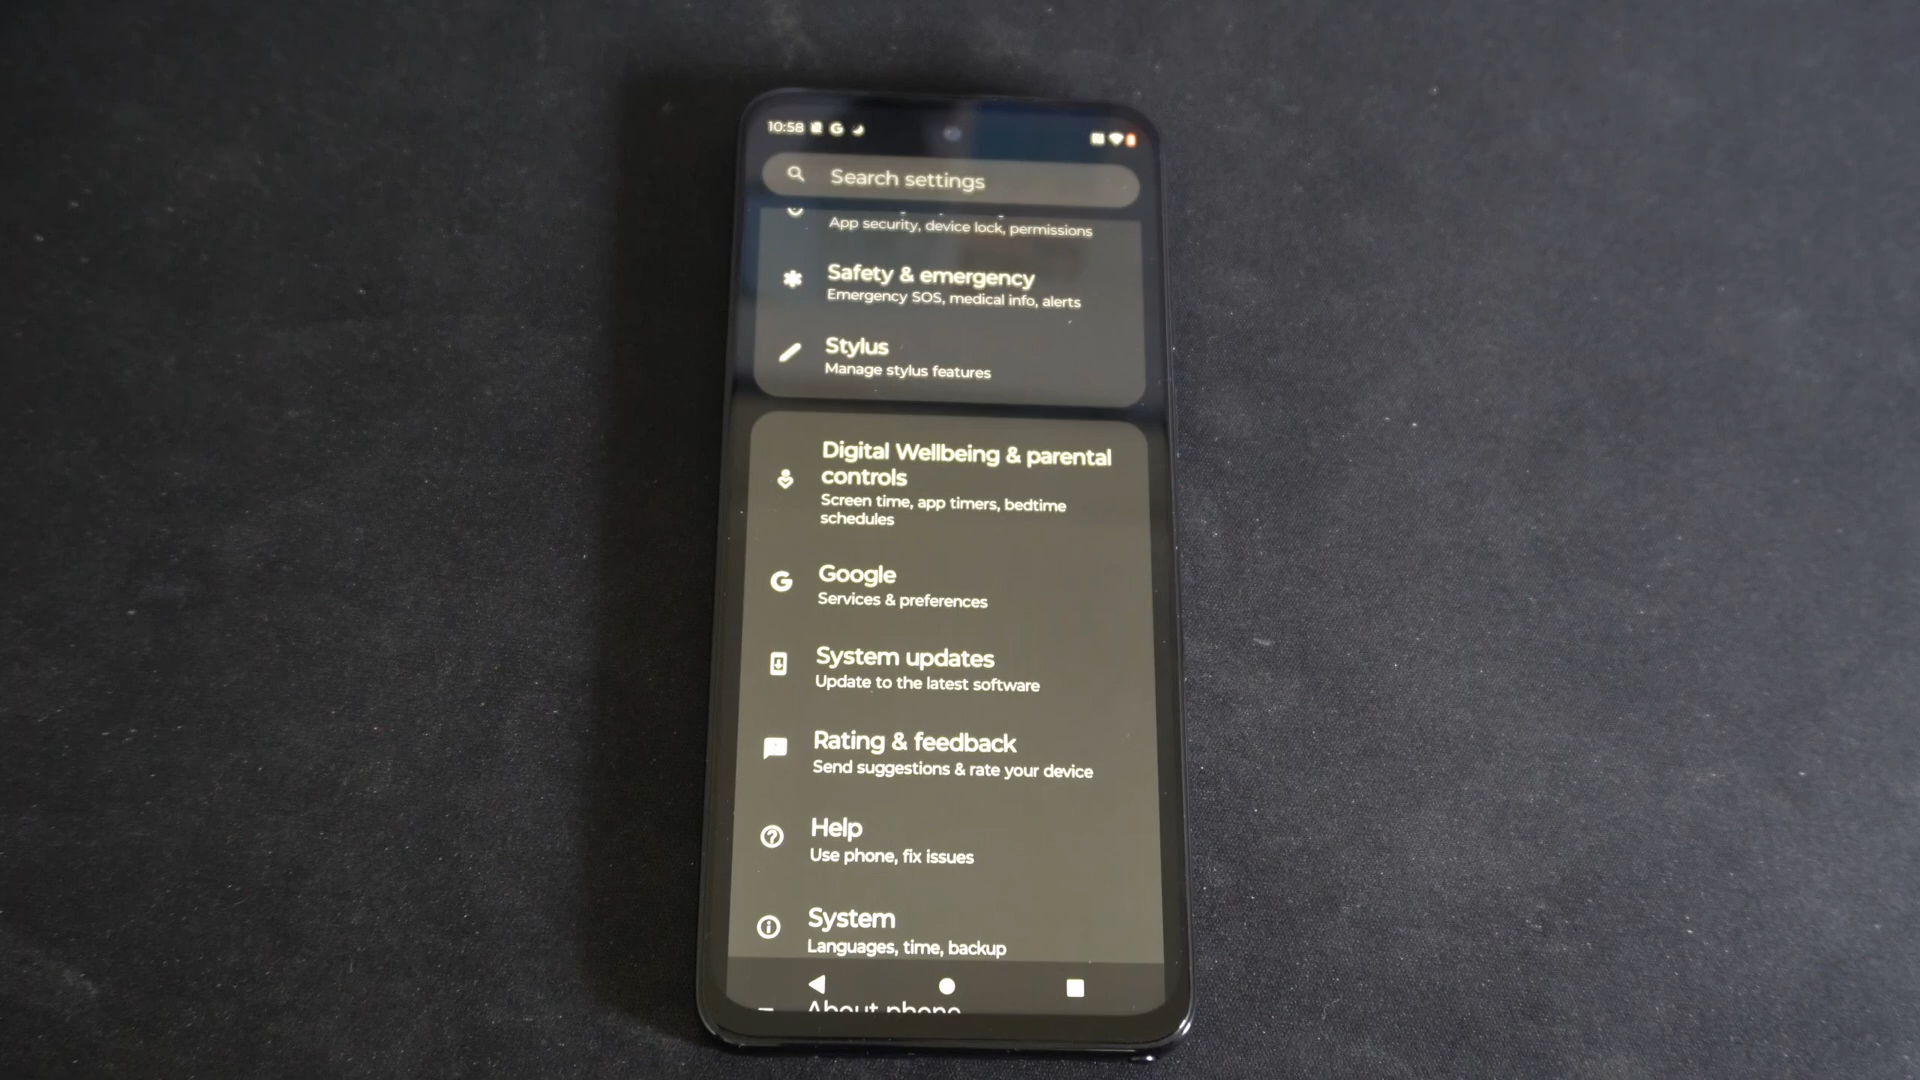 10:58
Search settings
App security, device lock, permissions
Safety & emergency
Emergency SOS, medical info, alerts
Stylus
Manage stylus features
Digital Wellbeing & parental
controls
Screen time, app timers, bedtime
schedules
Google
Services & preferences
System updates
Update to the latest software
Rating & feedback
Send suggestions & rate your device
Help
Use phone, fix issues
System
Languages, time, backup
About phone